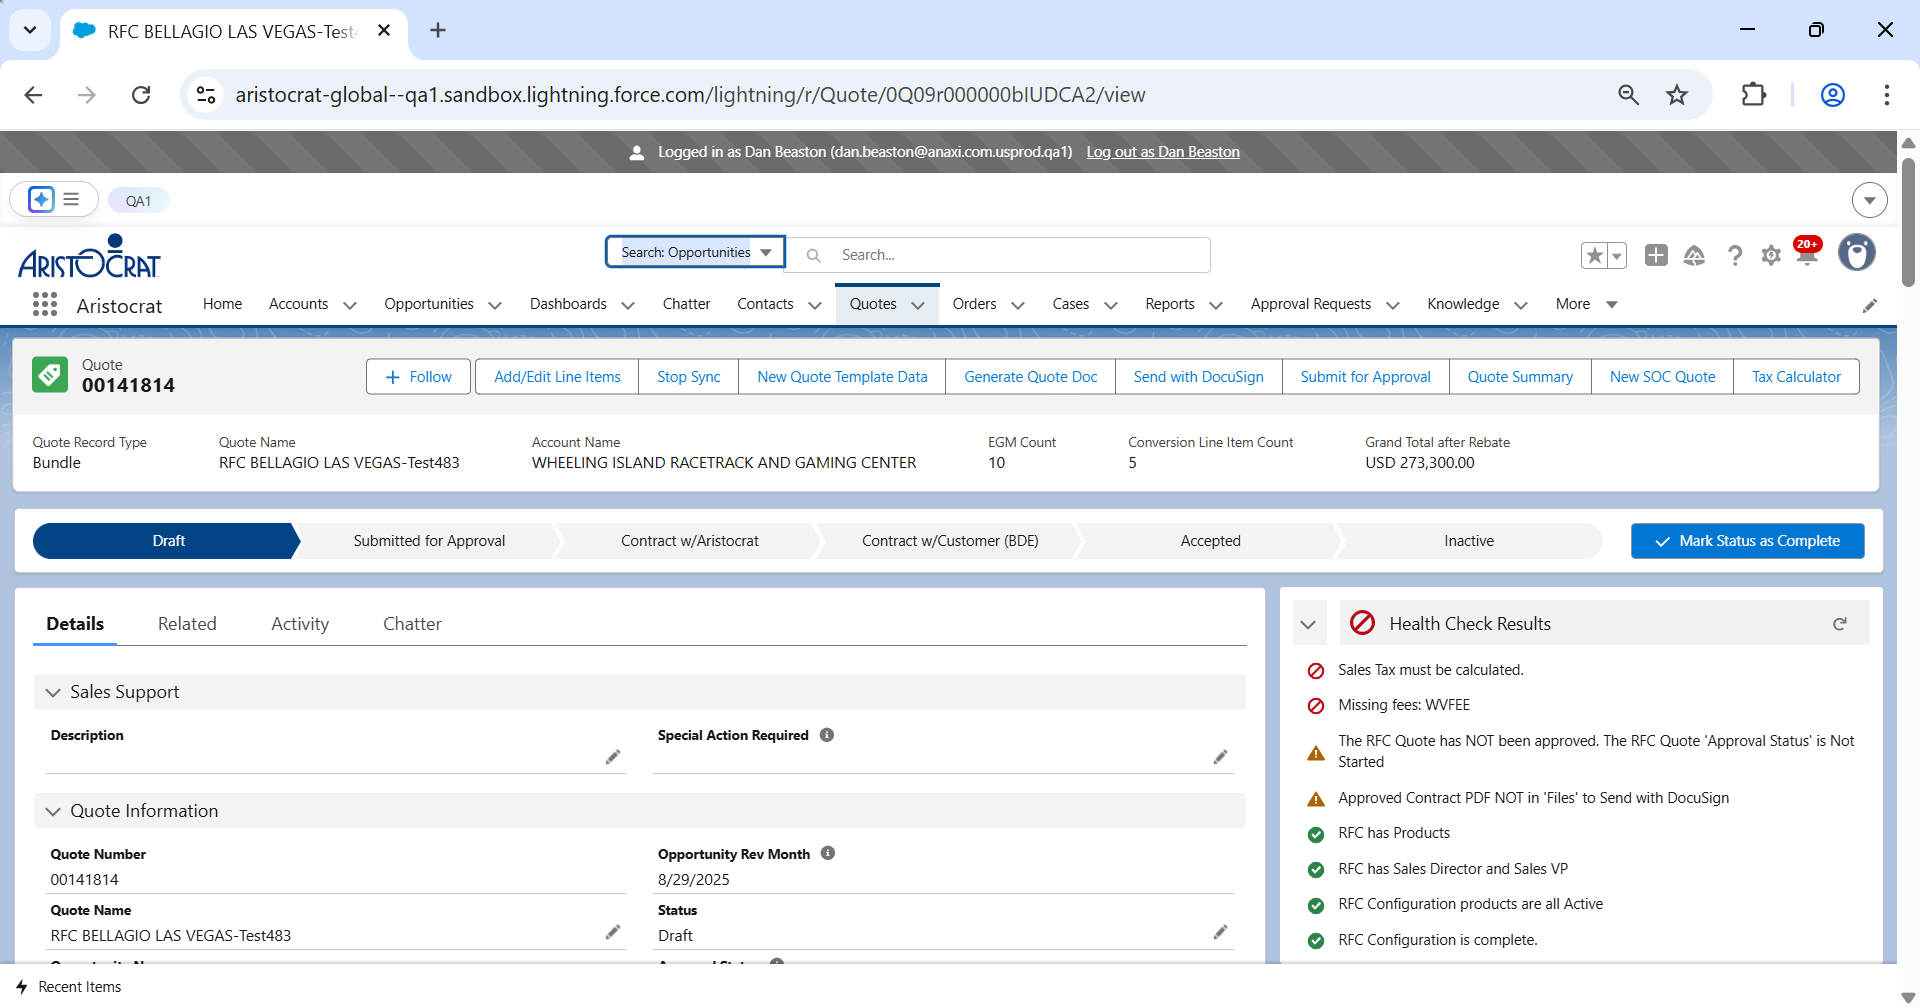 RFC BELLAGIO LAS VEGAS-Test4
aristocrat-global--qa1.sandbox.lightning.force.com/lightning/r/Quote/0Q09r000000bIUDCA2/view
Logged in as Dan Beaston (dan.beaston@anaxi.com.usprod.qa1) Log out as Dan Beaston
QA1
ARISTOCRAT
Search: Opportunities
Search...
20+
Aristocrat
Home Accounts Opportunities Dashboards Chatter Contacts Quotes Orders Cases Reports Approval Requests Knowledge More
Quote
00141814
Follow Add/Edit Line Items Stop Sync New Quote Template Data Generate Quote Doc Send with DocuSign Submit for Approval Quote Summary New SOC Quote Tax Calculator
Quote Record Type Quote Name Account Name EGM Count Conversion Line Item Count Grand Total after Rebate
Bundle RFC BELLAGIO LAS VEGAS-Test483 WHEELING ISLAND RACETRACK AND GAMING CENTER 10 5 USD 273,300.00
Draft Submitted for Approval Contract w/Aristocrat Contract w/Customer (BDE) Accepted Inactive Mark Status as Complete
Details Related Activity Chatter
Sales Support
Description Special Action Required
Quote Information
Quote Number Opportunity Rev Month
00141814 8/29/2025
Quote Name Status
RFC BELLAGIO LAS VEGAS-Test483 Draft
Health Check Results
Sales Tax must be calculated.
Missing fees: WVFEE
The RFC Quote has NOT been approved. The RFC Quote 'Approval Status' is Not
Started
Approved Contract PDF NOT in 'Files' to Send with DocuSign
RFC has Products
RFC has Sales Director and Sales VP
RFC Configuration products are all Active
RFC Configuration is complete.
Recent Items